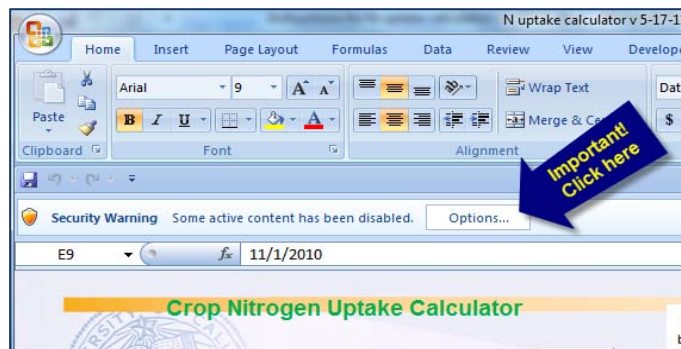 N uptake calculator v 5-17-1
Home Insert Page Layout Formulas Data Review View Develop
Paste Arial 9 A A Wrap Text Dat
B I U A Merge & Ce $
Clipboard Font Alignment
Important!
Click here
Security Warning Some active content has been disabled. Options...
E9 fx 11/1/2010
Crop Nitrogen Uptake Calculator